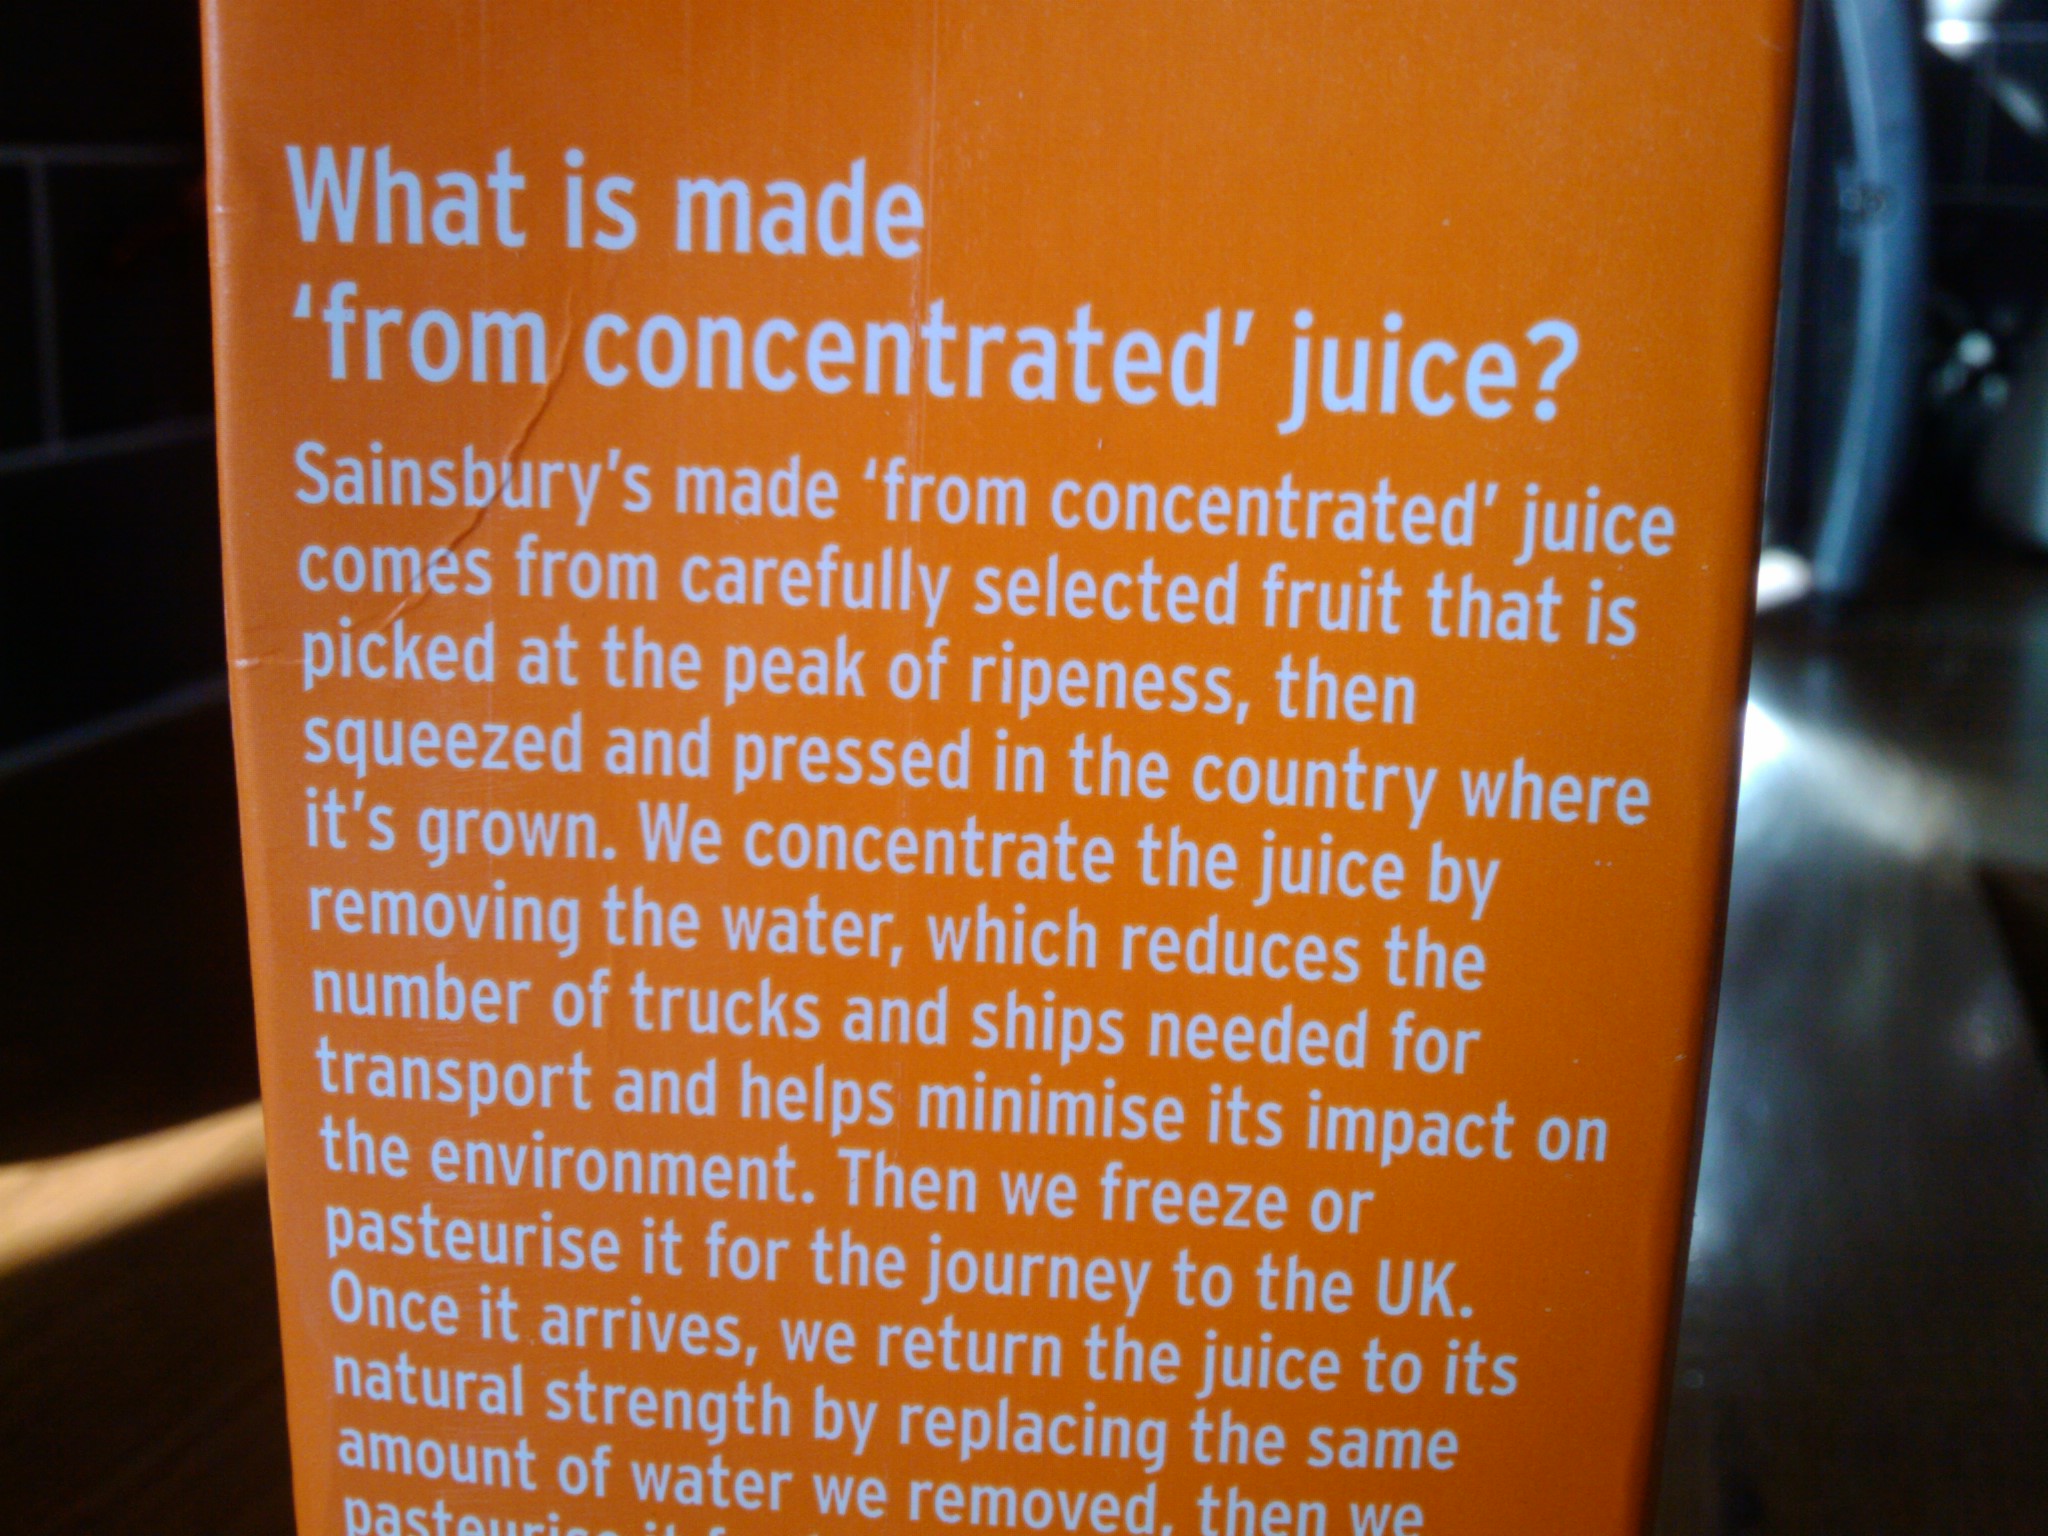 What is made
‘from concentrated’ juice?
Sainsbury’s made ‘from concentrated’ juice
comes from carefully selected fruit that is
picked at the peak of ripeness, then
squeezed and pressed in the country where
it’s grown. We concentrate the juice by
removing the water, which reduces the
number of trucks and ships needed for
transport and helps minimise its impact on
the environment. Then we freeze or
pasteurise it for the journey to the UK.
Once it arrives, we return the juice to its
natural strength by replacing the same
amount of water we removed, then we
pasteurise it